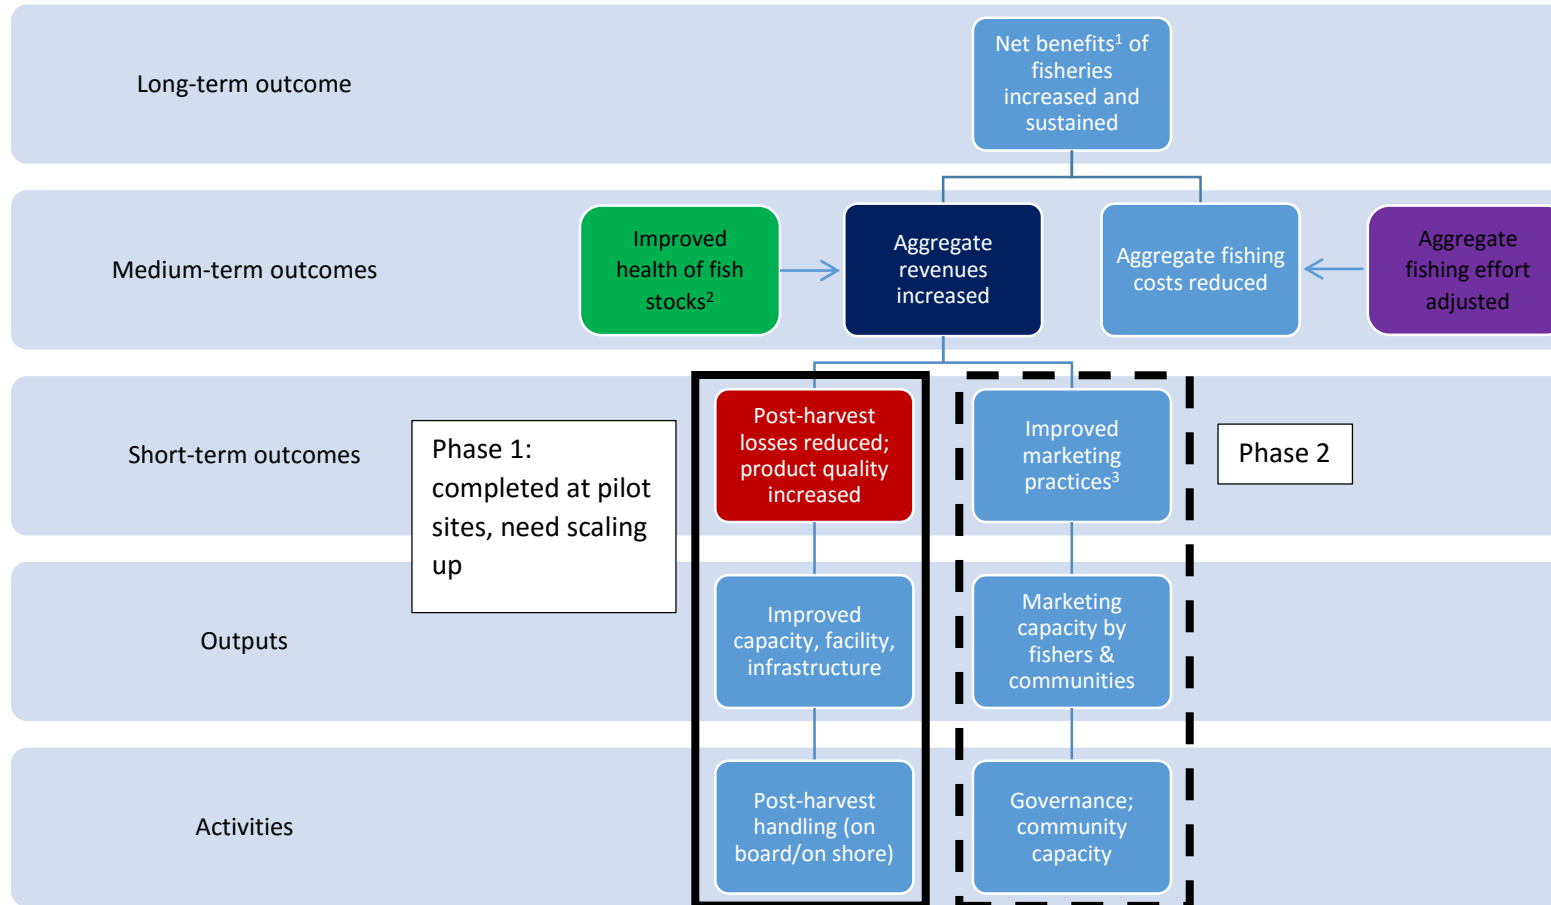 Long-term outcome
Net benefits¹ of
fisheries
increased and
sustained
Medium-term outcomes
Improved
health of fish
stocks²
Aggregate
revenues
increased
Aggregate fishing
costs reduced
Aggregate
fishing effort
adjusted
Short-term outcomes
Phase 1:
completed at pilot
sites, need scaling
up
Post-harvest
losses reduced;
product quality
increased
Improved
marketing
practices³
Phase 2
Outputs
Improved
capacity, facility,
infrastructure
Marketing
capacity by
fishers &
communities
Activities
Post-harvest
handling (on
board/on shore)
Governance;
community
capacity